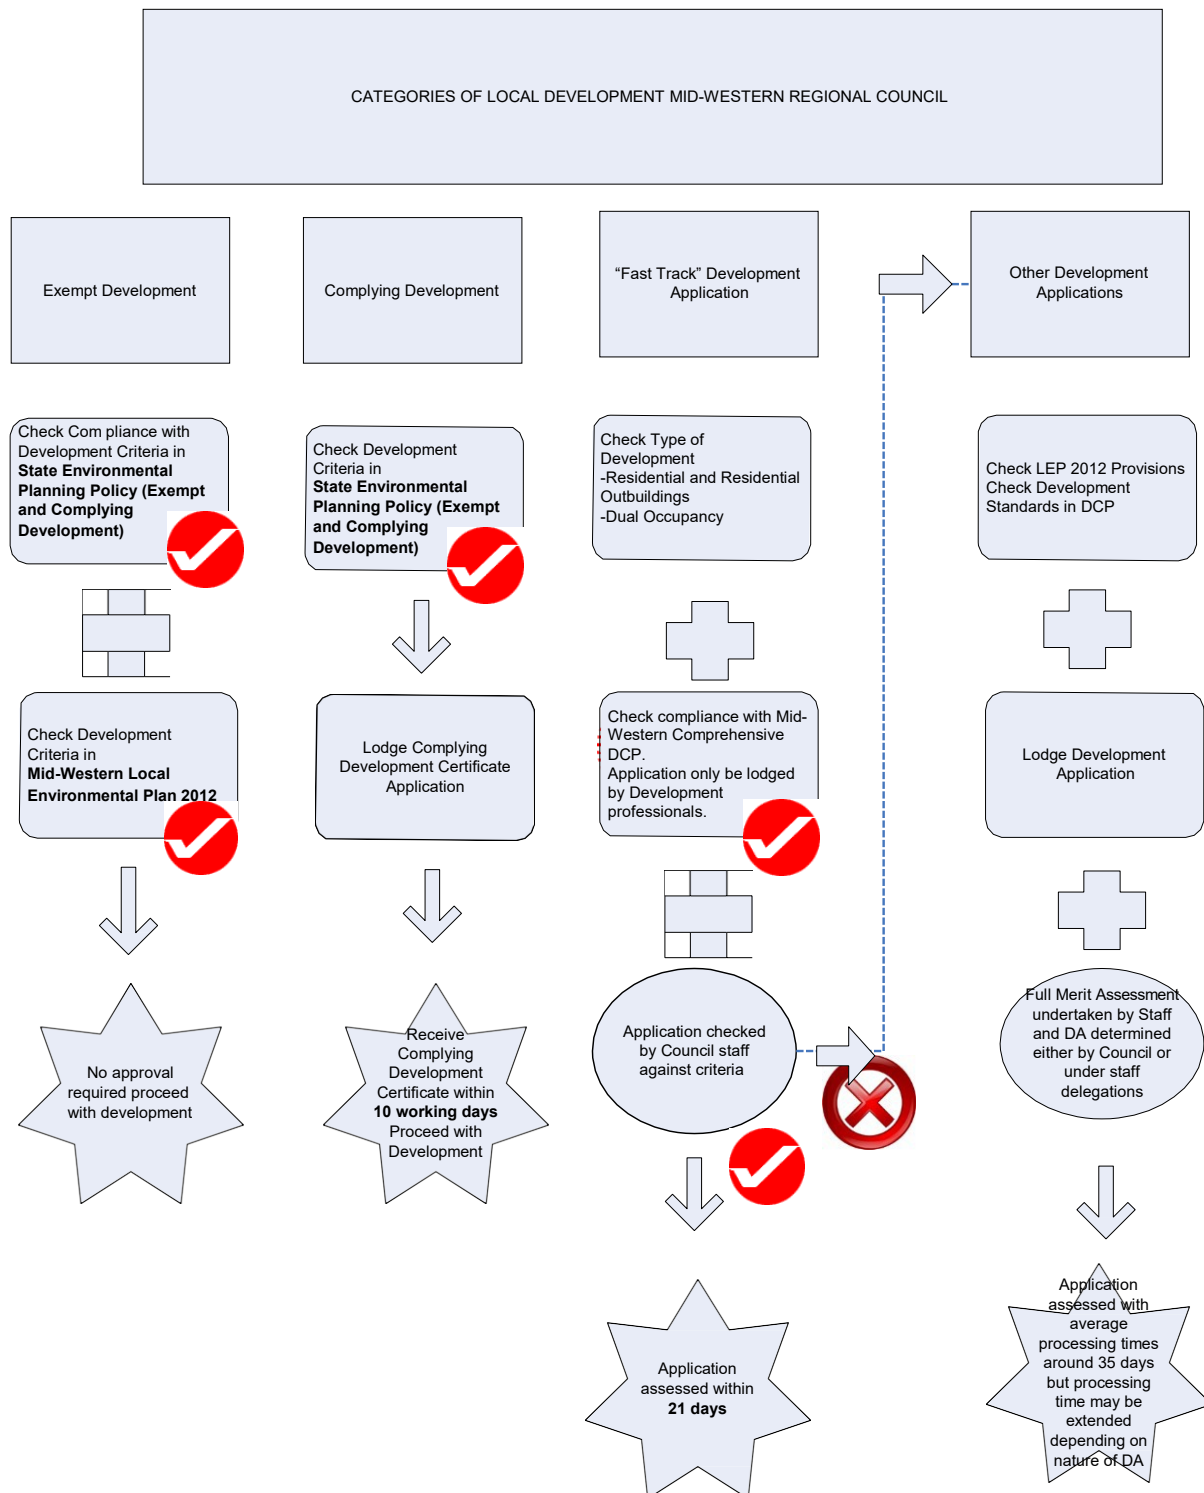 CATEGORIES OF LOCAL DEVELOPMENT MID-WESTERN REGIONAL COUNCIL
Exempt Development
Complying Development
“Fast Track” Development
Application
Other Development
Applications
Check Com pliance with
Development Criteria in
State Environmental
Planning Policy (Exempt
and Complying
Development)
Check Development
Criteria in
State Environmental
Planning Policy (Exempt
and Complying
Development)
Check Type of
Development
-Residential and Residential
Outbuildings
-Dual Occupancy
Check LEP 2012 Provisions
Check Development
Standards in DCP
Check Development
Criteria in
Mid-Western Local
Environmental Plan 2012
Lodge Complying
Development Certificate
Application
Check compliance with Mid-
Western Comprehensive
DCP.
Application only be lodged
by Development
professionals.
Lodge Development
Application
No approval
required proceed
with development
Receive
Complying
Development
Certificate within
10 working days
Proceed with
Development
Application checked
by Council staff
against criteria
Full Merit Assessment
undertaken by Staff
and DA determined
either by Council or
under staff
delegations
Application
assessed within
21 days
Application
assessed with
average
processing times
around 35 days
but processing
time may be
extended
depending on
nature of DA